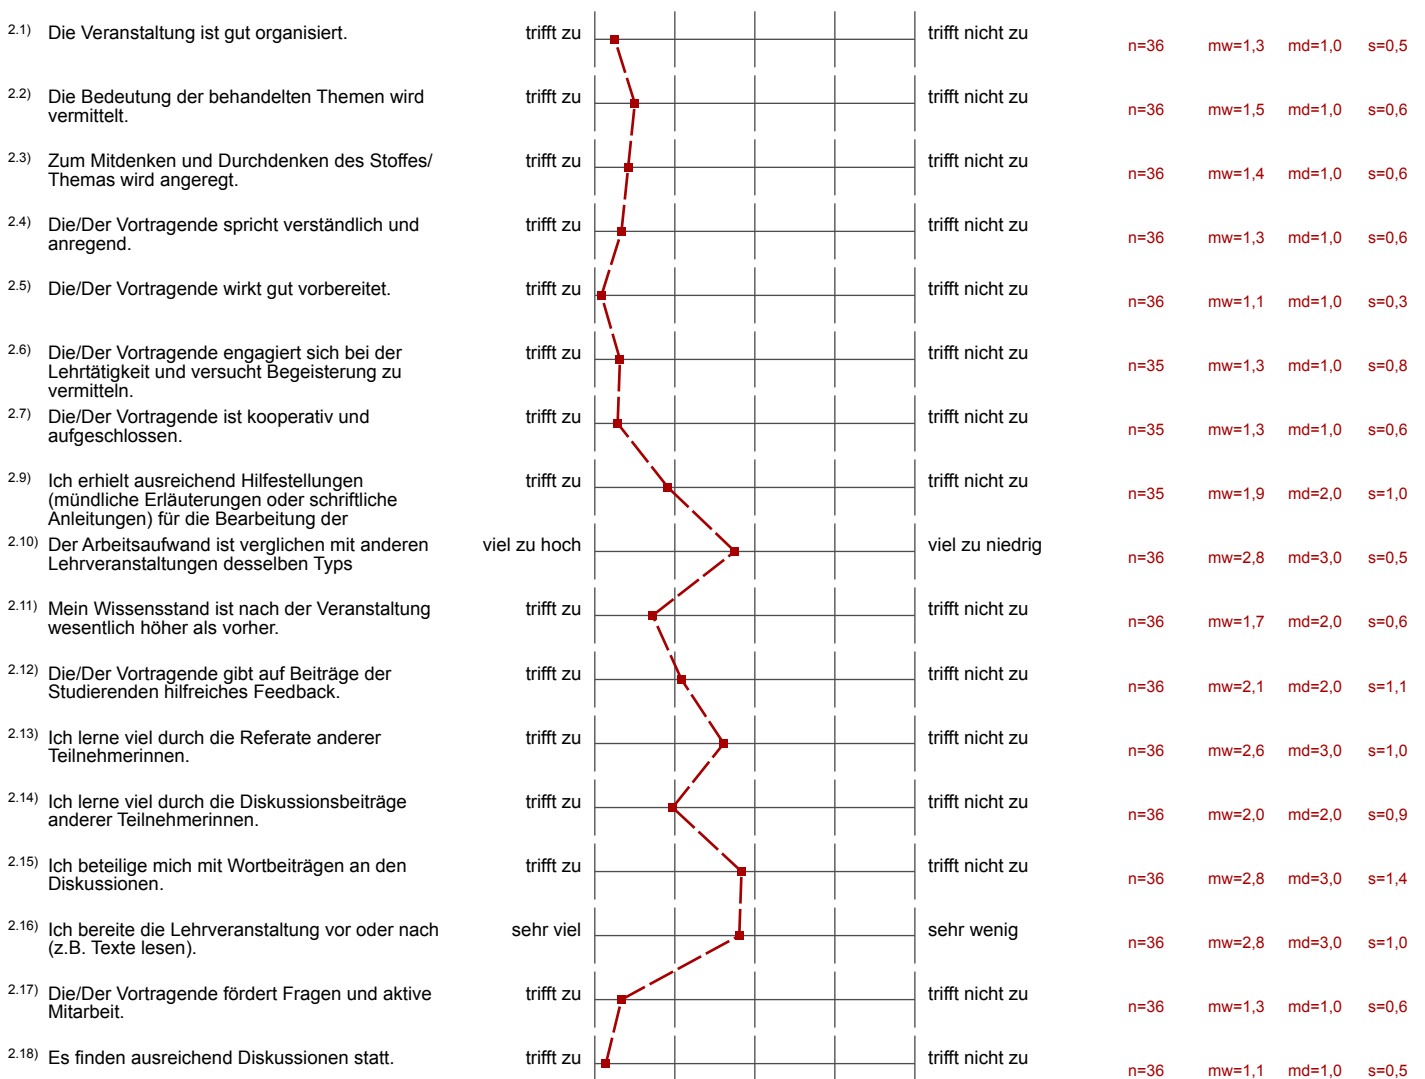 2.1) Die Veranstaltung ist gut organisiert. trifft zu trifft nicht zu n=36 mw=1,3 md=1,0 s=0,5
2.2) Die Bedeutung der behandelten Themen wird trifft zu trifft nicht zu n=36 mw=1,5 md=1,0 s=0,6
vermittelt.
2.3) Zum Mitdenken und Durchdenken des Stoffes/ trifft zu trifft nicht zu n=36 mw=1,4 md=1,0 s=0,6
Themas wird angeregt.
2.4) Die/Der Vortragende spricht verständlich und trifft zu trifft nicht zu n=36 mw=1,3 md=1,0 s=0,6
anregend.
2.5) Die/Der Vortragende wirkt gut vorbereitet. trifft zu trifft nicht zu n=36 mw=1,1 md=1,0 s=0,3
2.6) Die/Der Vortragende engagiert sich bei der trifft zu trifft nicht zu n=35 mw=1,3 md=1,0 s=0,8
Lehrtätigkeit und versucht Begeisterung zu
vermitteln.
2.7) Die/Der Vortragende ist kooperativ und trifft zu trifft nicht zu n=35 mw=1,3 md=1,0 s=0,6
aufgeschlossen.
2.9) Ich erhielt ausreichend Hilfestellungen trifft zu trifft nicht zu n=35 mw=1,9 md=2,0 s=1,0
(mündliche Erläuterungen oder schriftliche
Anleitungen) für die Bearbeitung der
2.10) Der Arbeitsaufwand ist verglichen mit anderen viel zu hoch viel zu niedrig n=36 mw=2,8 md=3,0 s=0,5
Lehrveranstaltungen desselben Typs
2.11) Mein Wissensstand ist nach der Veranstaltung trifft zu trifft nicht zu n=36 mw=1,7 md=2,0 s=0,6
wesentlich höher als vorher.
2.12) Die/Der Vortragende gibt auf Beiträge der trifft zu trifft nicht zu n=36 mw=2,1 md=2,0 s=1,1
Studierenden hilfreiches Feedback.
2.13) Ich lerne viel durch die Referate anderer trifft zu trifft nicht zu n=36 mw=2,6 md=3,0 s=1,0
Teilnehmerinnen.
2.14) Ich lerne viel durch die Diskussionsbeiträge trifft zu trifft nicht zu n=36 mw=2,0 md=2,0 s=0,9
anderer Teilnehmerinnen.
2.15) Ich beteilige mich mit Wortbeiträgen an den trifft zu trifft nicht zu n=36 mw=2,8 md=3,0 s=1,4
Diskussionen.
2.16) Ich bereite die Lehrveranstaltung vor oder nach sehr viel sehr wenig n=36 mw=2,8 md=3,0 s=1,0
(z.B. Texte lesen).
2.17) Die/Der Vortragende fördert Fragen und aktive trifft zu trifft nicht zu n=36 mw=1,3 md=1,0 s=0,6
Mitarbeit.
2.18) Es finden ausreichend Diskussionen statt. trifft zu trifft nicht zu n=36 mw=1,1 md=1,0 s=0,5